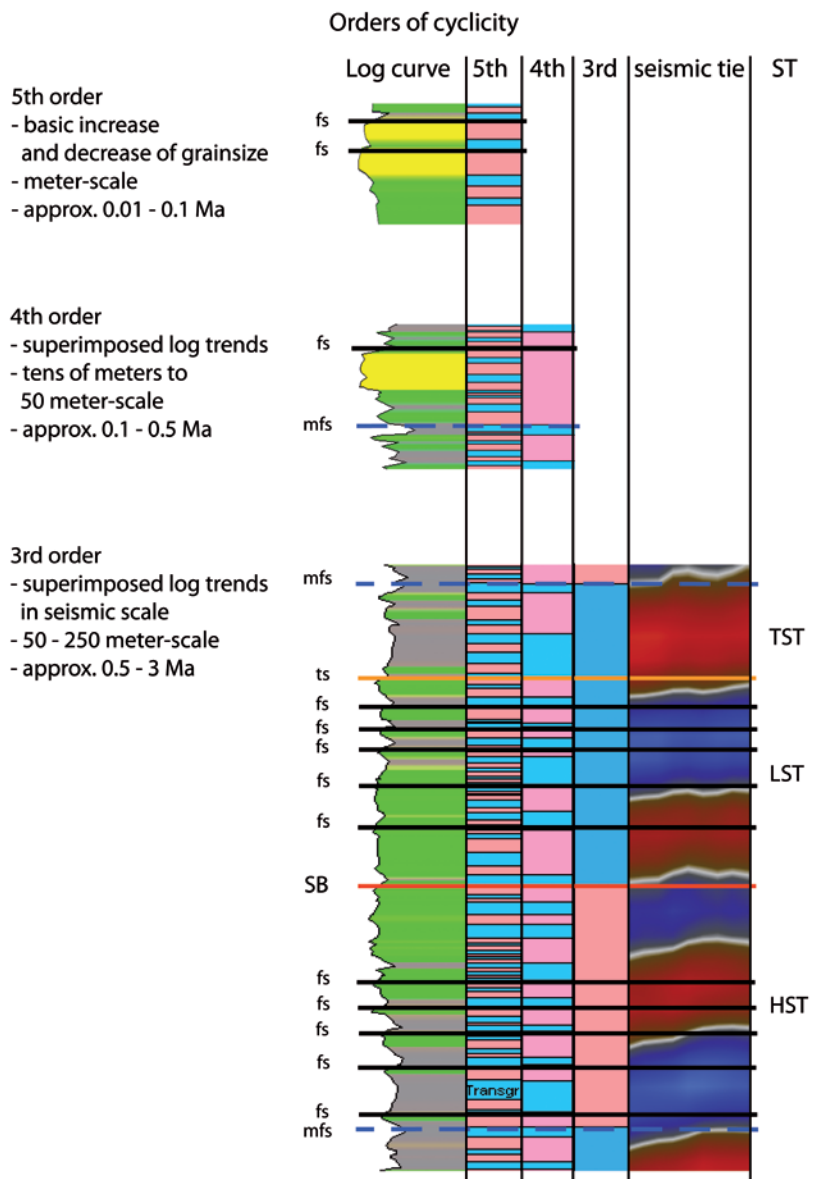 Orders of cyclicity
Log curve 5th 4th 3rd seismic tie ST
5th order
- basic increase
and decrease of grainsize
- meter-scale
- approx. 0.01 - 0.1 Ma
fs
fs
4th order
- superimposed log trends
- tens of meters to
50 meter-scale
- approx. 0.1 - 0.5 Ma
fs
mfs
3rd order
- superimposed log trends
in seismic scale
- 50 - 250 meter-scale
- approx. 0.5 - 3 Ma
mfs
TST
ts
fs
fs
fs
LST
fs
fs
SB
fs
fs
HST
fs
fs
Transgr
fs
mfs